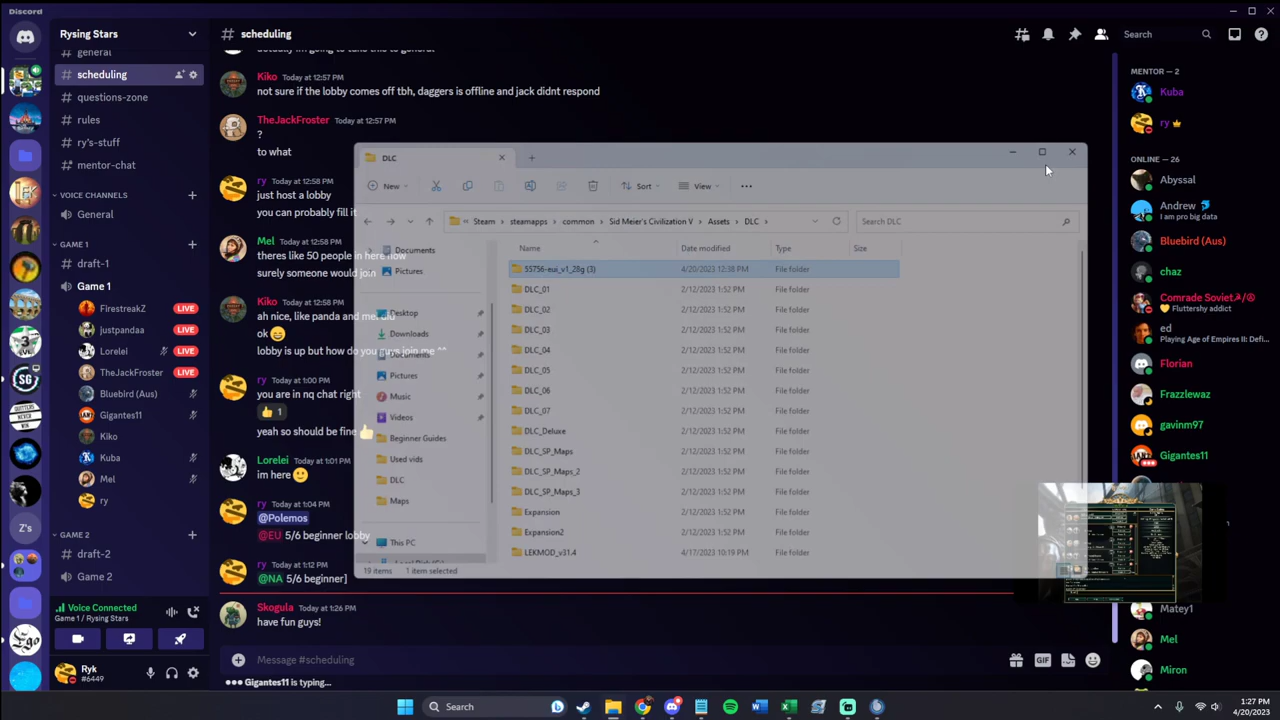 Discord
Rysing Stars
general
scheduling
questions-zone
rules
ry's-stuff
mentor-chat
VOICE CHANNELS
General
GAME 1
draft-1
Game 1
FirestreakZ LIVE
justpandaa LIVE
Lorelei LIVE
TheJackFroster LIVE
Bluebird (Aus)
Gigantes11
Kiko
Kuba
Mel
ry
GAME 2
draft-2
Game 2
Voice Connected
Game 1 / Rysing Stars
Ryk
#6449
Z's
SG
# scheduling
Search
Kiko Today at 12:57 PM
not sure if the lobby comes off tbh, daggers is offline and jack didnt respond
TheJackFroster Today at 12:57 PM
?
to what
ry Today at 12:58 PM
just host a lobby
you can probably fill it
Mel Today at 12:58 PM
theres like 50 people in here now
surely someone would join
Kiko Today at 12:58 PM
ah nice, like panda and me, ulu
ok
lobby is up but how do you guys join me ^^
ry Today at 1:00 PM
you are in nq chat right
1
yeah so should be fine
Lorelei Today at 1:01 PM
im here
ry Today at 1:04 PM
@Polemos
@EU 5/6 beginner lobby
ry Today at 1:12 PM
@NA 5/6 beginner]
Skogula Today at 1:26 PM
have fun guys!
Message #scheduling
GIF
Gigantes11 is typing...
DLC
New
Sort
View
Steam
steamapps
common
Sid Meier's Civilization V
Assets
DLC
Search DLC
Documents
Pictures
Desktop
Downloads
Documents
Pictures
Music
Videos
Beginner Guides
Used vids
DLC
Maps
This PC
Name Date modified Type Size
55756-eui_v1_28g (3) 4/20/2023 12:38 PM File folder
DLC_01 2/12/2023 1:52 PM File folder
DLC_02 2/12/2023 1:52 PM File folder
DLC_03 2/12/2023 1:52 PM File folder
DLC_04 2/12/2023 1:52 PM File folder
DLC_05 2/12/2023 1:52 PM File folder
DLC_06 2/12/2023 1:52 PM File folder
DLC_07 2/12/2023 1:52 PM File folder
DLC_Deluxe 2/12/2023 1:52 PM File folder
DLC_SP_Maps 2/12/2023 1:52 PM File folder
DLC_SP_Maps_2 2/12/2023 1:52 PM File folder
DLC_SP_Maps_3 2/12/2023 1:52 PM File folder
Expansion 2/12/2023 1:52 PM File folder
Expansion2 2/12/2023 1:52 PM File folder
LEKMOD_v31.4 4/17/2023 10:19 PM File folder
19 items 1 item selected
MENTOR — 2
Kuba
ry
ONLINE — 26
Abyssal
Andrew
I am pro big data
Bluebird (Aus)
chaz
Comrade Soviet
Fluttershy addict
ed
Playing Age of Empires II: Defi...
Florian
Frazzlewaz
gavinm97
Gigantes11
Matey1
Mel
Miron
Search
1:27 PM
4/20/2023